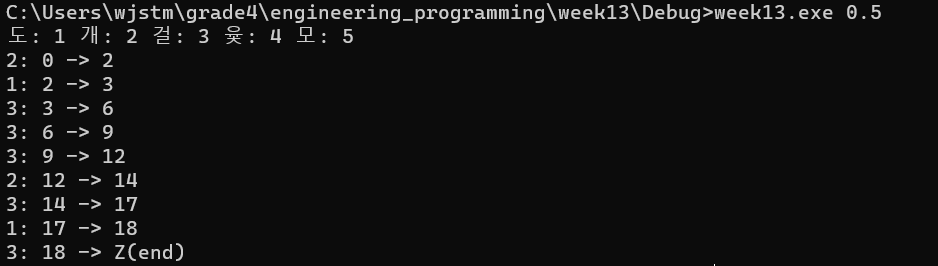 C:\Users\wjstm\grade4\engineering_programming\week13\Debug>week13.exe 0.5
도: 1 개: 2 걸: 3 윷: 4 모: 5
2: 0 -> 2
1: 2 -> 3
3: 3 -> 6
3: 6 -> 9
3: 9 -> 12
2: 12 -> 14
3: 14 -> 17
1: 17 -> 18
3: 18 -> Z(end)